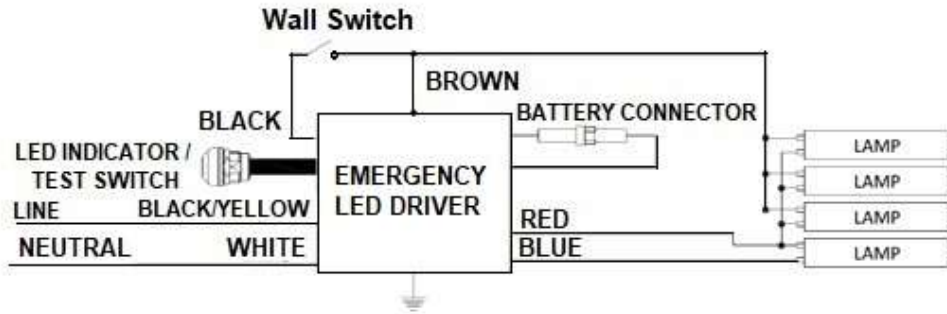 Wall Switch
BROWN
BLACK
BATTERY CONNECTOR
LED INDICATOR /
TEST SWITCH
EMERGENCY
LED DRIVER
LINE
BLACK/YELLOW
NEUTRAL
WHITE
RED
BLUE
LAMP
LAMP
LAMP
LAMP